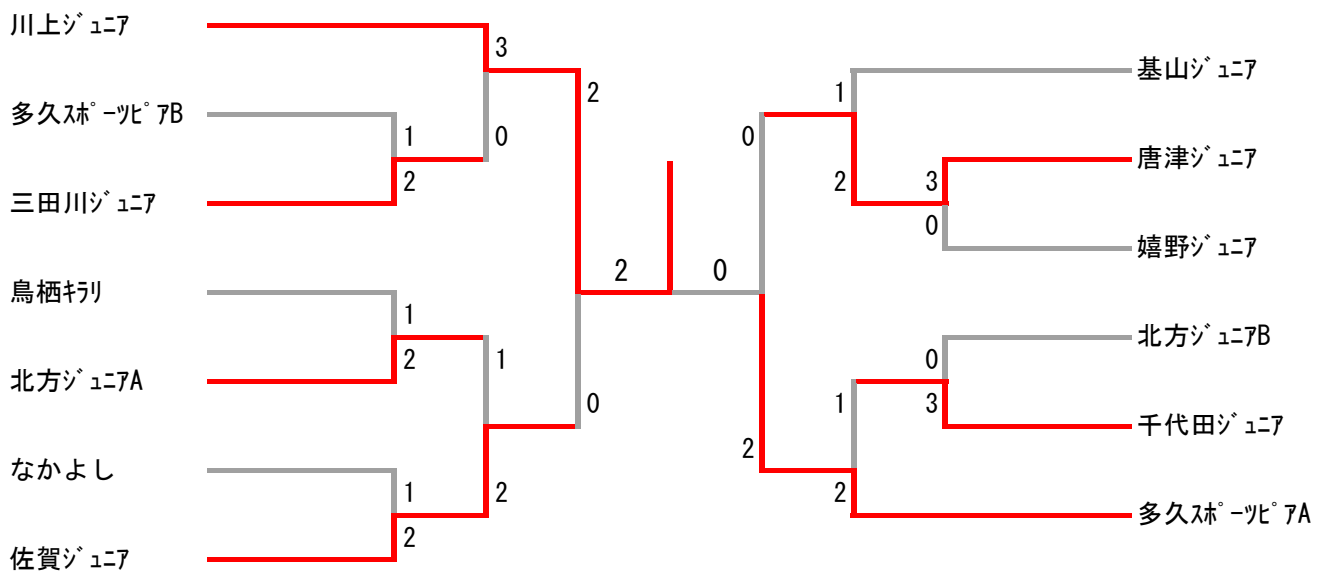 川上ｼﾞｭﾆｱ
3
2
多久ｽﾎﾟｰﾂﾋﾟｱB
1
0
2
三田川ｼﾞｭﾆｱ
2
0
鳥栖ｷﾗﾘ
1
2
1
北方ｼﾞｭﾆｱA
0
なかよし
1
2
2
佐賀ｼﾞｭﾆｱ
基山ｼﾞｭﾆｱ
1
0
唐津ｼﾞｭﾆｱ
2
3
0
嬉野ｼﾞｭﾆｱ
北方ｼﾞｭﾆｱB
0
1
3
千代田ｼﾞｭﾆｱ
2
2
多久ｽﾎﾟｰﾂﾋﾟｱA